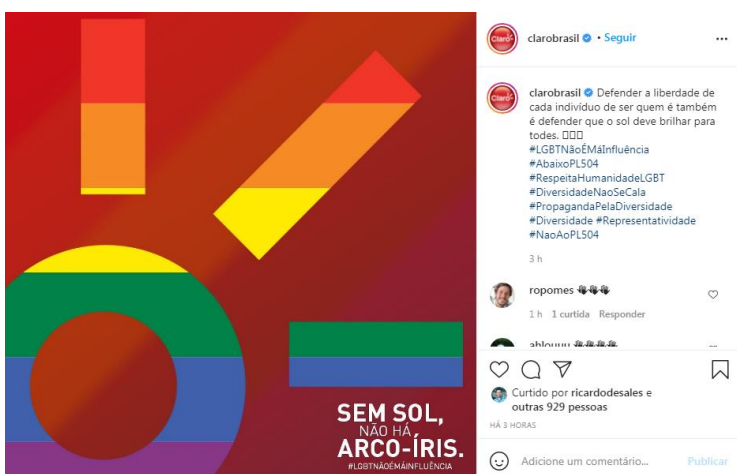 SEM SOL,
NÃO HÁ
ARCO-ÍRIS.
#LGBTNÃOÉMÁINFLUÊNCIA
Claro
clarobrasil • Seguir
Claro
clarobrasil Defender a liberdade de
cada indivíduo de ser quem é também
é defender que o sol deve brilhar para
todes.
#LGBTNãoÉMáInfluência
#AbaixoPL504
#RespeitaHumanidadeLGBT
#DiversidadeNaoSeCala
#PropagandaPelaDiversidade
#Diversidade #Representatividade
#NaoAoPL504
3 h
ropomes
1 h 1 curtida Responder
Curtido por ricardodesales e
outras 929 pessoas
HÁ 3 HORAS
Adicione um comentário... Publicar